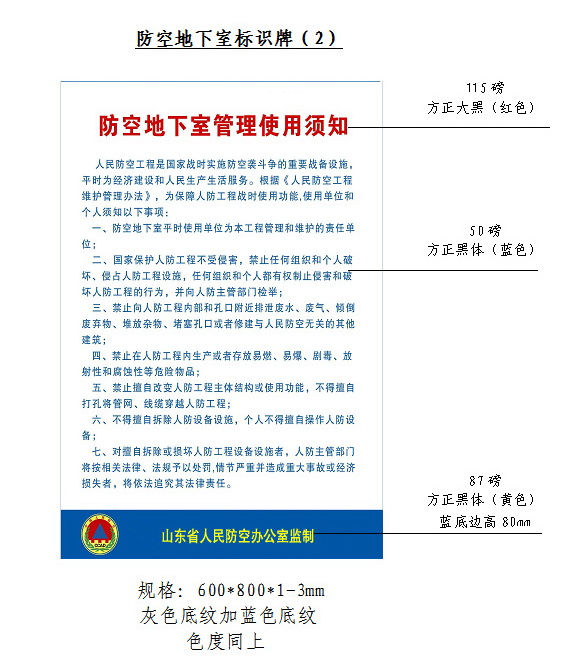 防空地下室标识牌（2）
115磅
方正大黑（红色）
防空地下室管理使用须知
人民防空工程是国家战时实施防空袭斗争的重要战备设施，
平时为经济建设和人民生产生活服务。根据《人民防空工程
维护管理办法》，为保障人防工程战时使用功能,使用单位和
个人须知以下事项：
一、防空地下室平时使用单位为本工程管理和维护的责任单
位；
二、国家保护人防工程不受侵害，禁止任何组织和个人破
坏、侵占人防工程设施，任何组织和个人都有权制止侵害和破
坏人防工程的行为，并向人防主管部门检举；
三、禁止向人防工程内部和孔口附近排泄废水、废气、倾倒
废弃物、堆放杂物、堵塞孔口或者修建与人民防空无关的其他
建筑；
四、禁止在人防工程内生产或者存放易燃、易爆、剧毒、放
射性和腐蚀性等危险物品；
五、禁止擅自改变人防工程主体结构或使用功能，不得擅自
打孔将管网、线缆穿越人防工程；
六、不得擅自拆除人防设备设施，个人不得擅自操作人防设
备；
七、对擅自拆除或损坏人防工程设备设施者，人防主管部门
将按相关法律、法规予以处罚,情节严重并造成重大事故或经济
损失者，将依法追究其法律责任。
50磅
方正黑体（蓝色）
87磅
方正黑体（黄色）
蓝底边高80mm
山东省人民防空办公室监制
规格：600*800*1-3mm
灰色底纹加蓝色底纹
色度同上